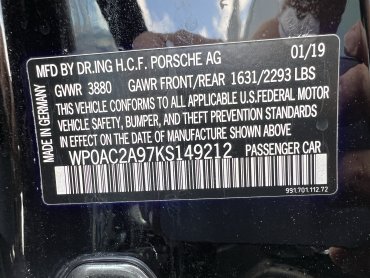 MFD BY DR.ING H.C.F. PORSCHE AG 01/19
GVWR 3880 GAWR FRONT/REAR 1631/2293 LBS
THIS VEHICLE CONFORMS TO ALL APPLICABLE U.S.FEDERAL MOTOR
VEHICLE SAFETY, BUMPER, AND THEFT PREVENTION STANDARDS
IN EFFECT ON THE DATE OF MANUFACTURE SHOWN ABOVE.
WP0AC2A97KS149212 PASSENGER CAR
MADE IN GERMANY
991.701.112.72